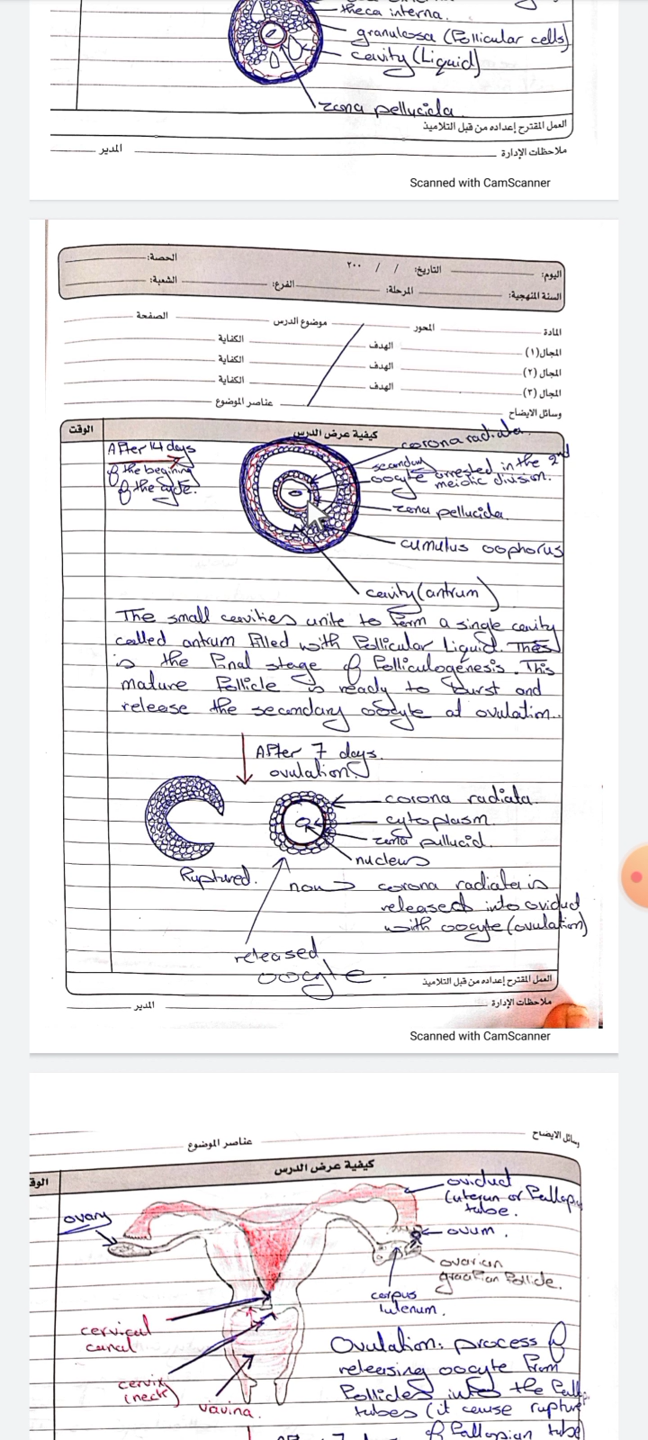 theca interna.
granulossa (Follicular cells)
cavity (Liquid)
zona pellucida
العمل المقترح إعداده من قبل التلاميذ
ملاحظات الإدارة
المدير
Scanned with CamScanner
اليوم:
التاريخ: / / ٢٠٠
الحصة:
السنة المنهجية:
المرحلة:
الفرع:
الشعبة:
المادة
المحور
موضوع الدرس
الصفحة
المجال (١)
الهدف
الكفاية
المجال (٢)
الهدف
الكفاية
المجال (٣)
الهدف
الكفاية
وسائل الايضاح
عناصر الموضوع
كيفية عرض الدرس
الوقت
After 14 days
of the begining
of the cycle.
corona radiata
secondary
oocyte arrested in the 2nd
meiotic division.
zona pellucida
cumulus oophorus
cavity (antrum)
The small cavities unite to form a single cavity
called antrum filled with Follicular Liquid. Thes
is the final stage of folliculogenesis. This
mature Follicle is ready to burst and
release the secondary oocyte at ovulation.
After 7 days.
ovulation
corona radiata.
cytoplasm.
zona pellucid.
nucleus
Ruptured.
now
corona radiata is
released into oviduct
with oocyte (ovulation)
released
oocyte.
العمل المقترح إعداده من قبل التلاميذ
ملاحظات الإدارة
المدير
Scanned with CamScanner
وسائل الايضاح
عناصر الموضوع
كيفية عرض الدرس
الوق
oviduct
(uterun or Fallopi
tube.
ovary
ovum.
ovarian
graafian follicle.
corpus
lutenum.
cervical
canal
cervix
(neck)
vavina.
Ovulation: process of
releasing oocyte from
Follicles into the Fall
tubes (it cause rupture
of Fallopian tube)